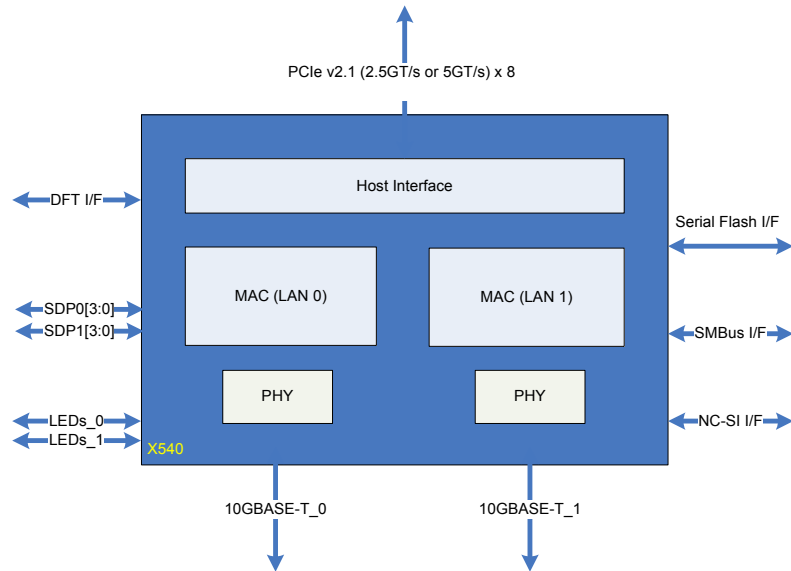 PCIe v2.1 (2.5GT/s or 5GT/s) x 8
Host Interface
DFT I/F
Serial Flash I/F
MAC (LAN 0)
MAC (LAN 1)
SDP0[3:0]
SDP1[3:0]
SMBus I/F
PHY
PHY
LEDs_0
NC-SI I/F
LEDs_1
X540
10GBASE-T_0
10GBASE-T_1